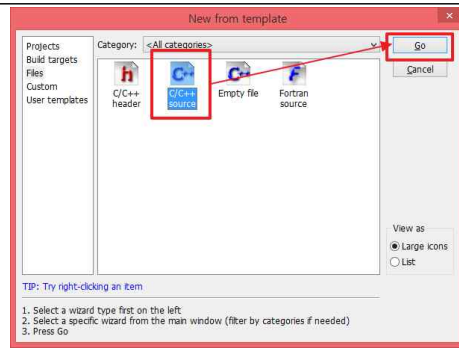 New from template
Projects
Build targets
Files
Custom
User templates
Category: <All categories>
C/C++
header
C/C++
source
Empty file
Fortran
source
Go
Cancel
View as
Large icons
List
TIP: Try right-clicking an item
1. Select a wizard type first on the left
2. Select a specific wizard from the main window (filter by categories if needed)
3. Press Go